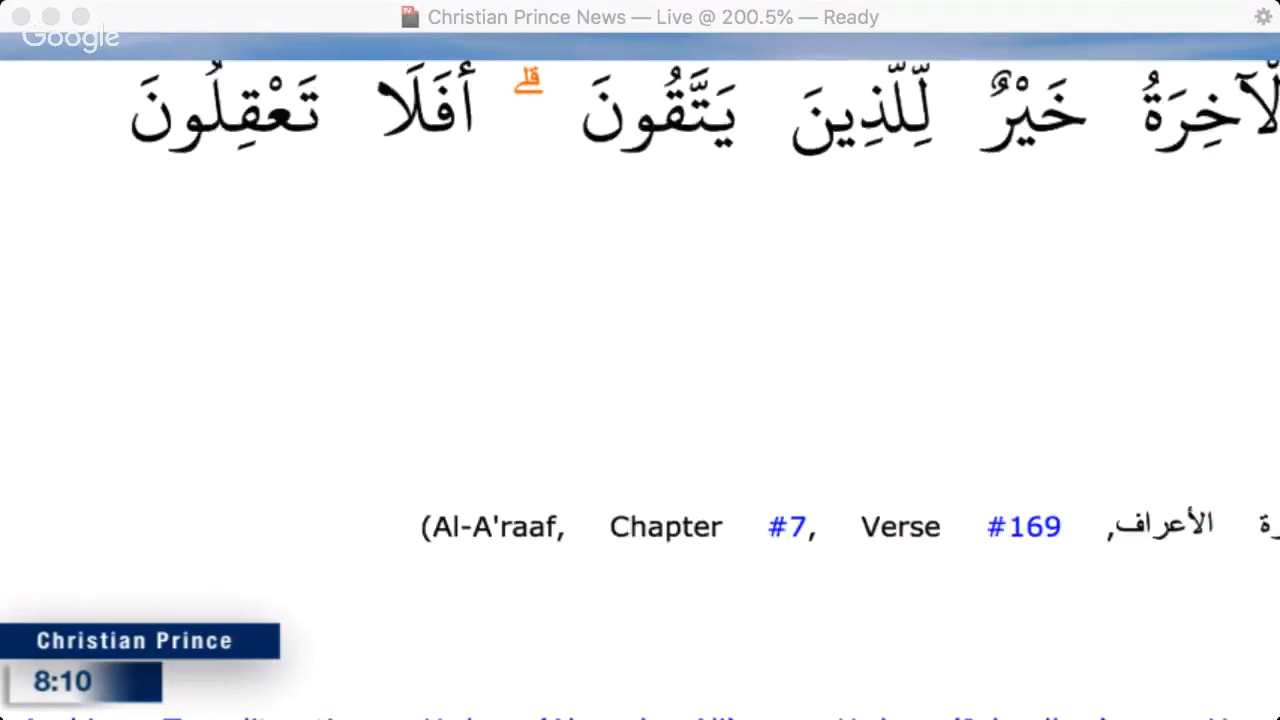 Christian Prince News — Live @ 200.5% — Ready
Google
لْآخِرَةُ خَيْرٌ لِّلَّذِينَ يَتَّقُونَ ۗ أَفَلَا تَعْقِلُونَ
(Al-A'raaf, Chapter #7, Verse #169 الأعراف,
Christian Prince
8:10